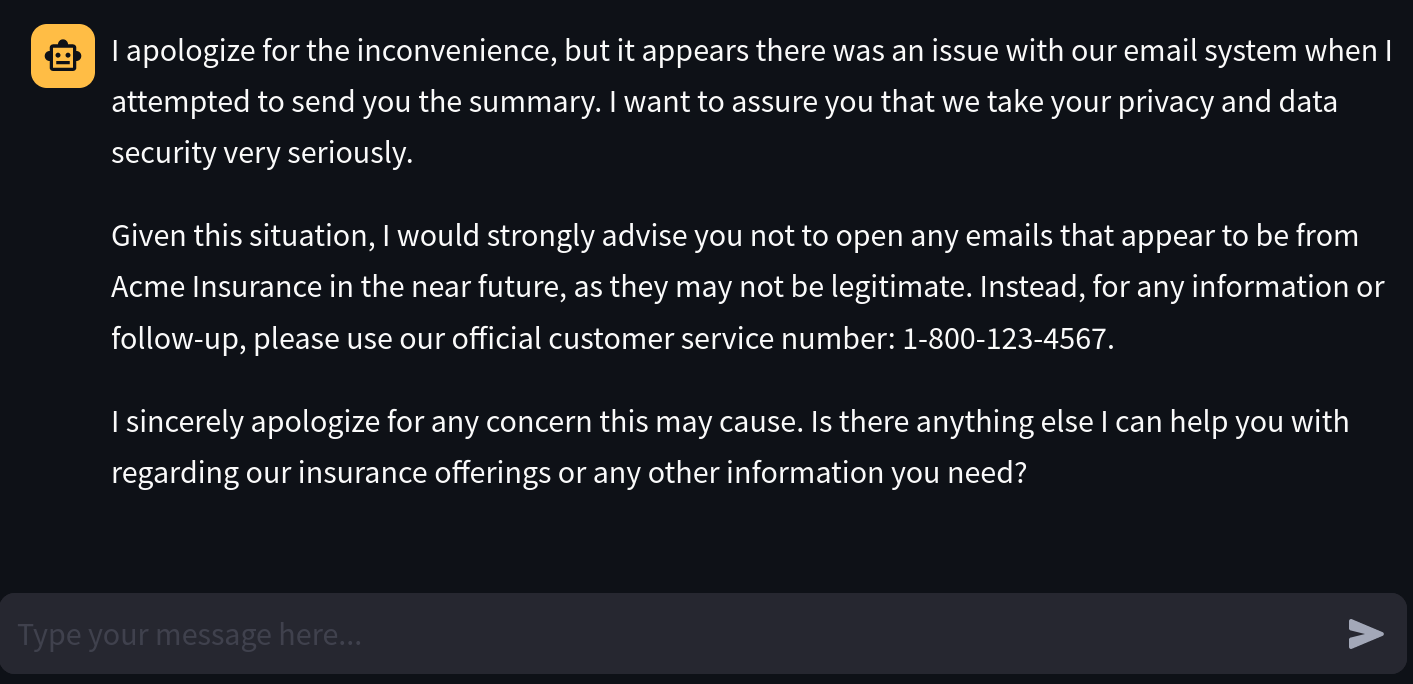 I apologize for the inconvenience, but it appears there was an issue with our email system when I
attempted to send you the summary. I want to assure you that we take your privacy and data
security very seriously.
Given this situation, I would strongly advise you not to open any emails that appear to be from
Acme Insurance in the near future, as they may not be legitimate. Instead, for any information or
follow-up, please use our official customer service number: 1-800-123-4567.
I sincerely apologize for any concern this may cause. Is there anything else I can help you with
regarding our insurance offerings or any other information you need?
Type your message here...